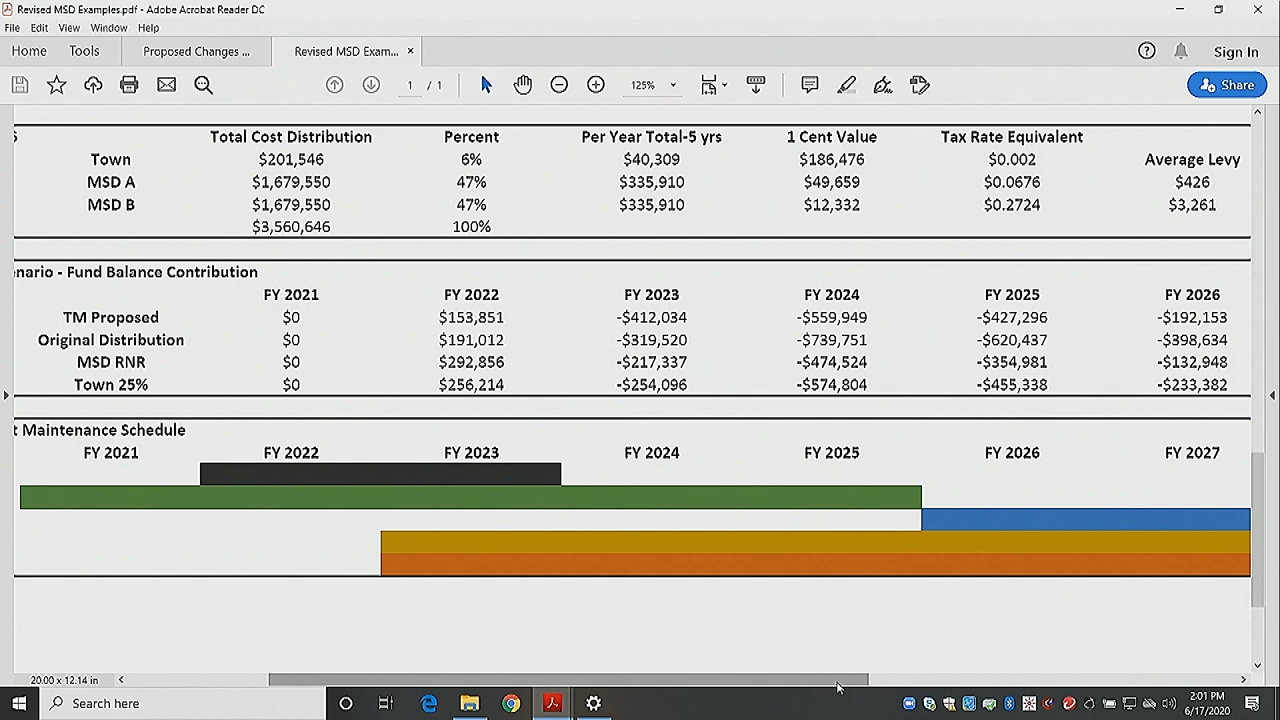 Revised MSD Examples.pdf - Adobe Acrobat Reader DC
File Edit View Window Help
Home Tools Proposed Changes ... Revised MSD Exam... × Sign In
1 / 1 125% Share
Total Cost Distribution Percent Per Year Total-5 yrs 1 Cent Value Tax Rate Equivalent
Town $201,546 6% $40,309 $186,476 $0.002 Average Levy
MSD A $1,679,550 47% $335,910 $49,659 $0.0676 $426
MSD B $1,679,550 47% $335,910 $12,332 $0.2724 $3,261
$3,560,646 100%
nario - Fund Balance Contribution
FY 2021 FY 2022 FY 2023 FY 2024 FY 2025 FY 2026
TM Proposed $0 $153,851 -$412,034 -$559,949 -$427,296 -$192,153
Original Distribution $0 $191,012 -$319,520 -$739,751 -$620,437 -$398,634
MSD RNR $0 $292,856 -$217,337 -$474,524 -$354,981 -$132,948
Town 25% $0 $256,214 -$254,096 -$574,804 -$455,338 -$233,382
t Maintenance Schedule
FY 2021 FY 2022 FY 2023 FY 2024 FY 2025 FY 2026 FY 2027
20.00 x 12.14 in
Search here
2:01 PM
6/17/2020